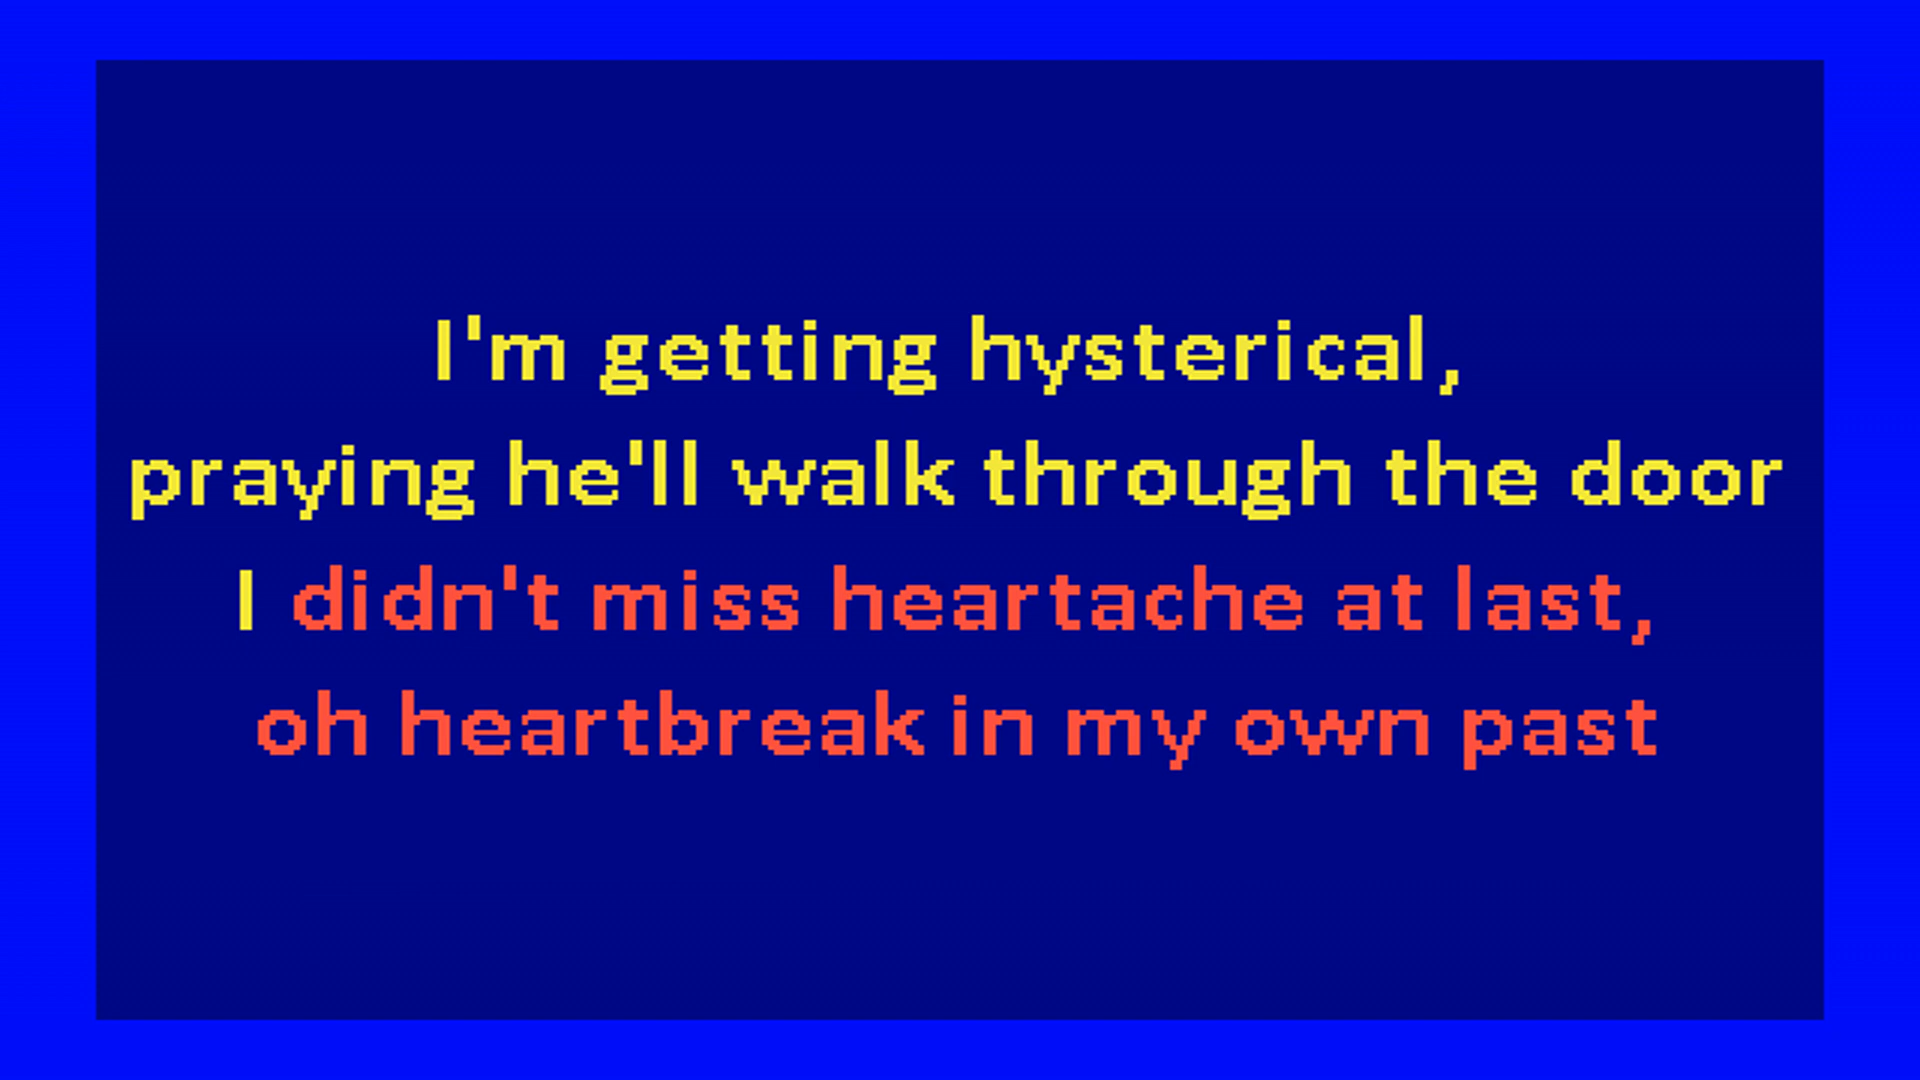 I'm getting hysterical,
praying he'll walk through the door
I didn't miss heartache at last,
oh heartbreak in my own past